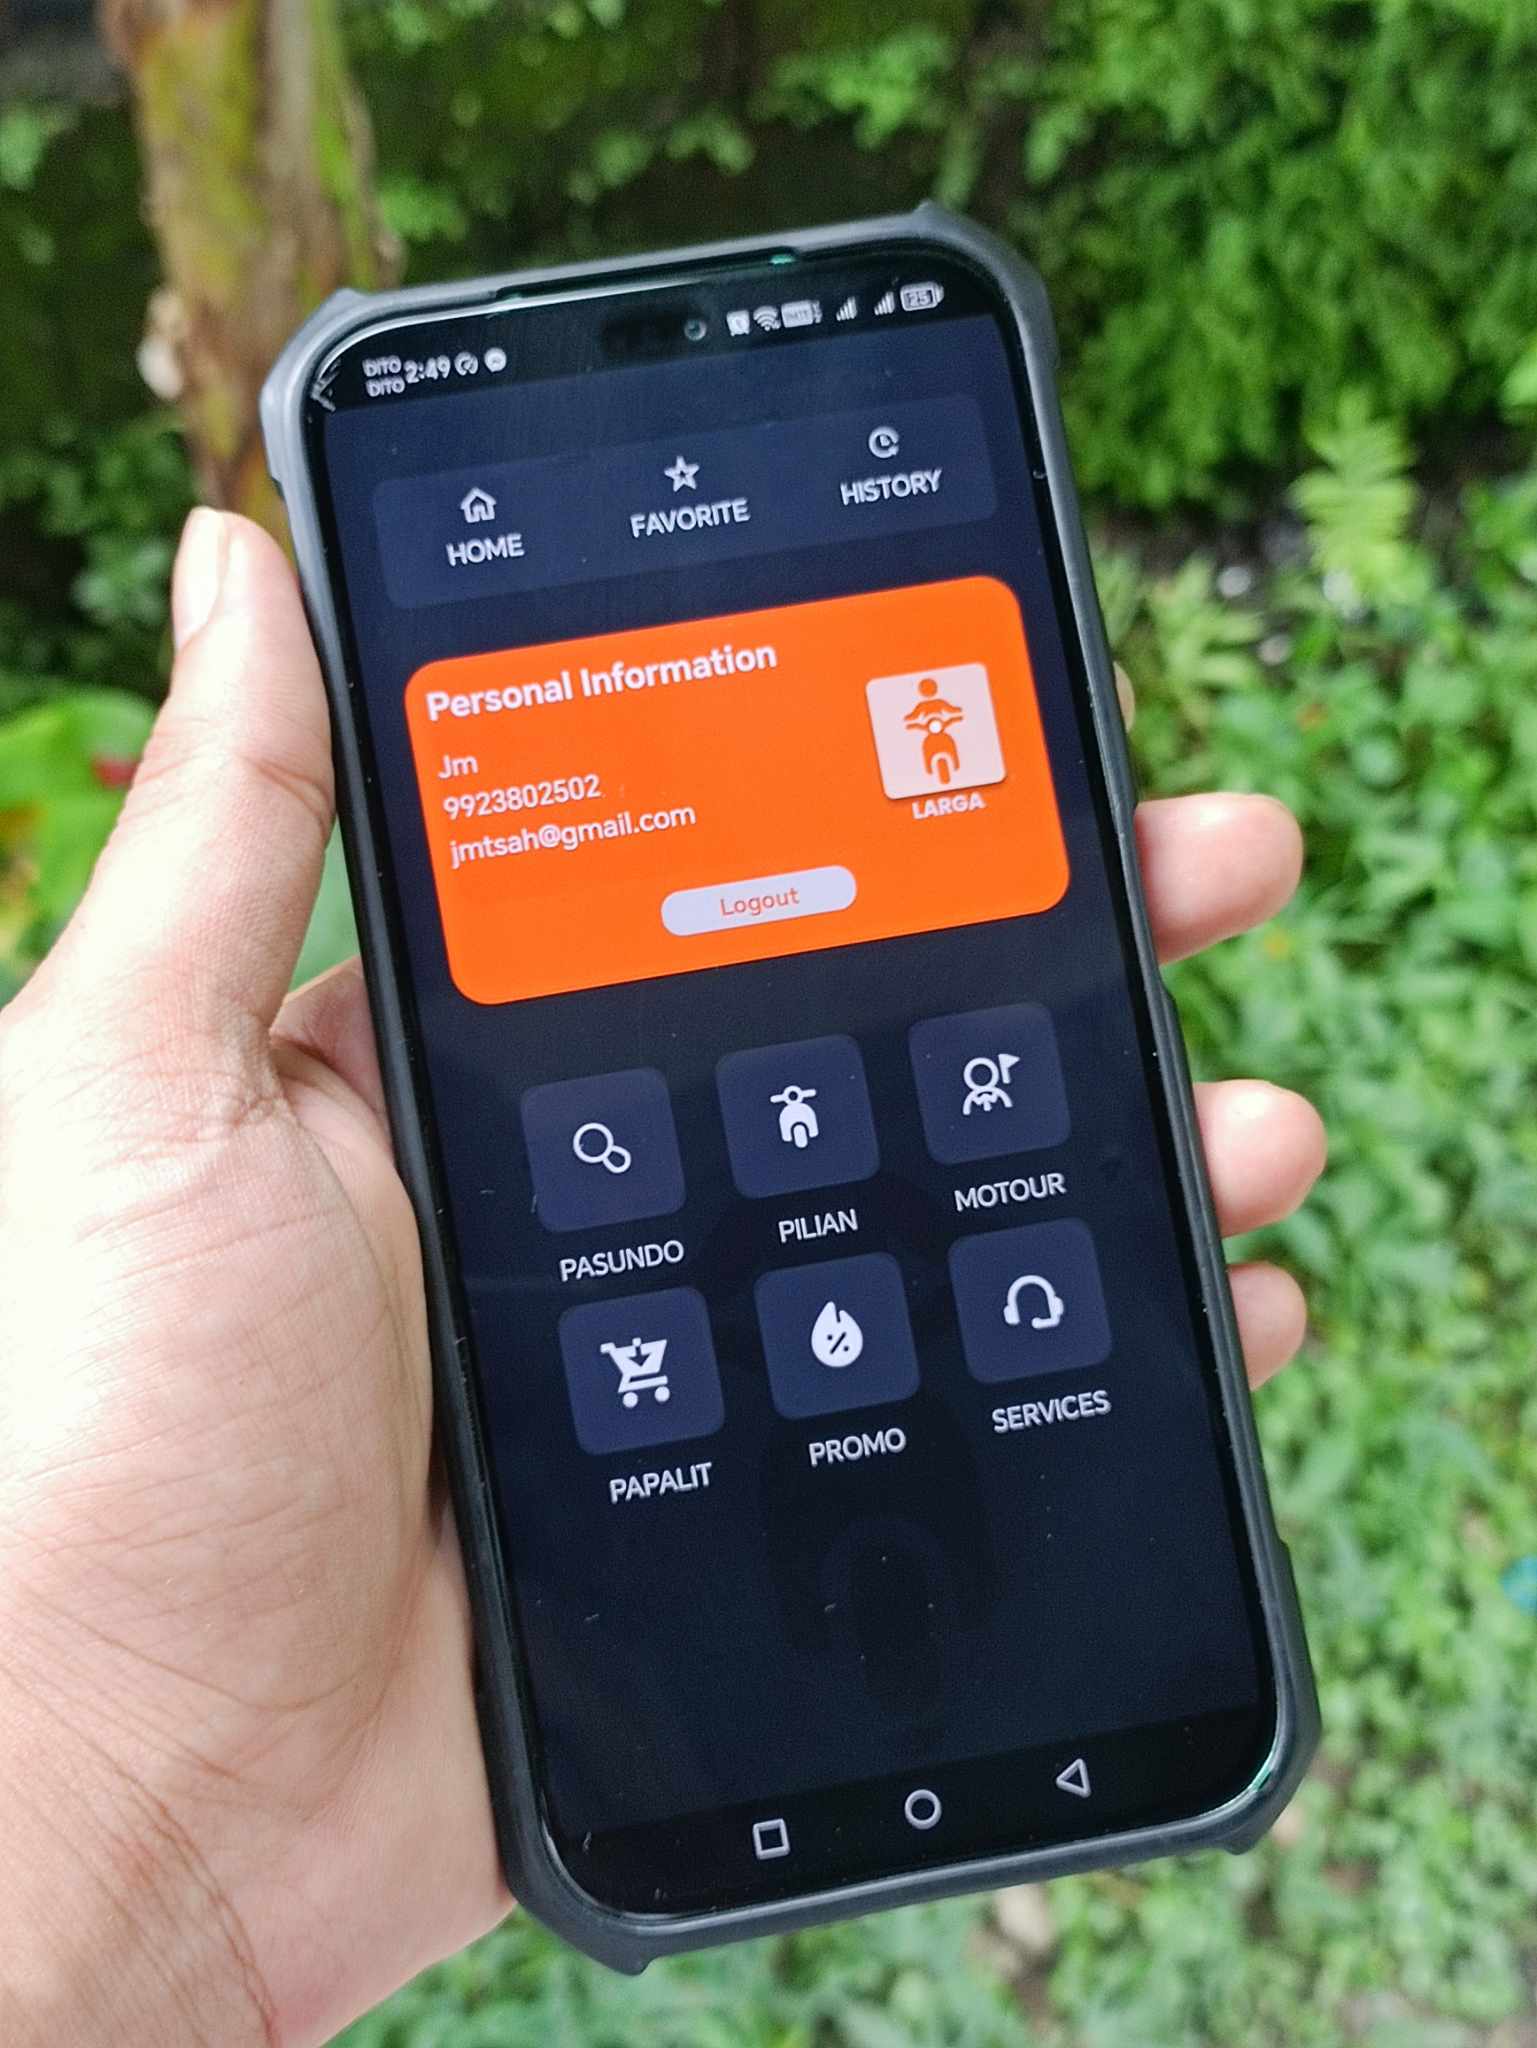 DITO
DITO
2:49
25
HOME
FAVORITE
HISTORY
Personal Information
Jm
9923802502
jmtsah@gmail.com
LARGA
Logout
PASUNDO
PILIAN
MOTOUR
PAPALIT
PROMO
SERVICES